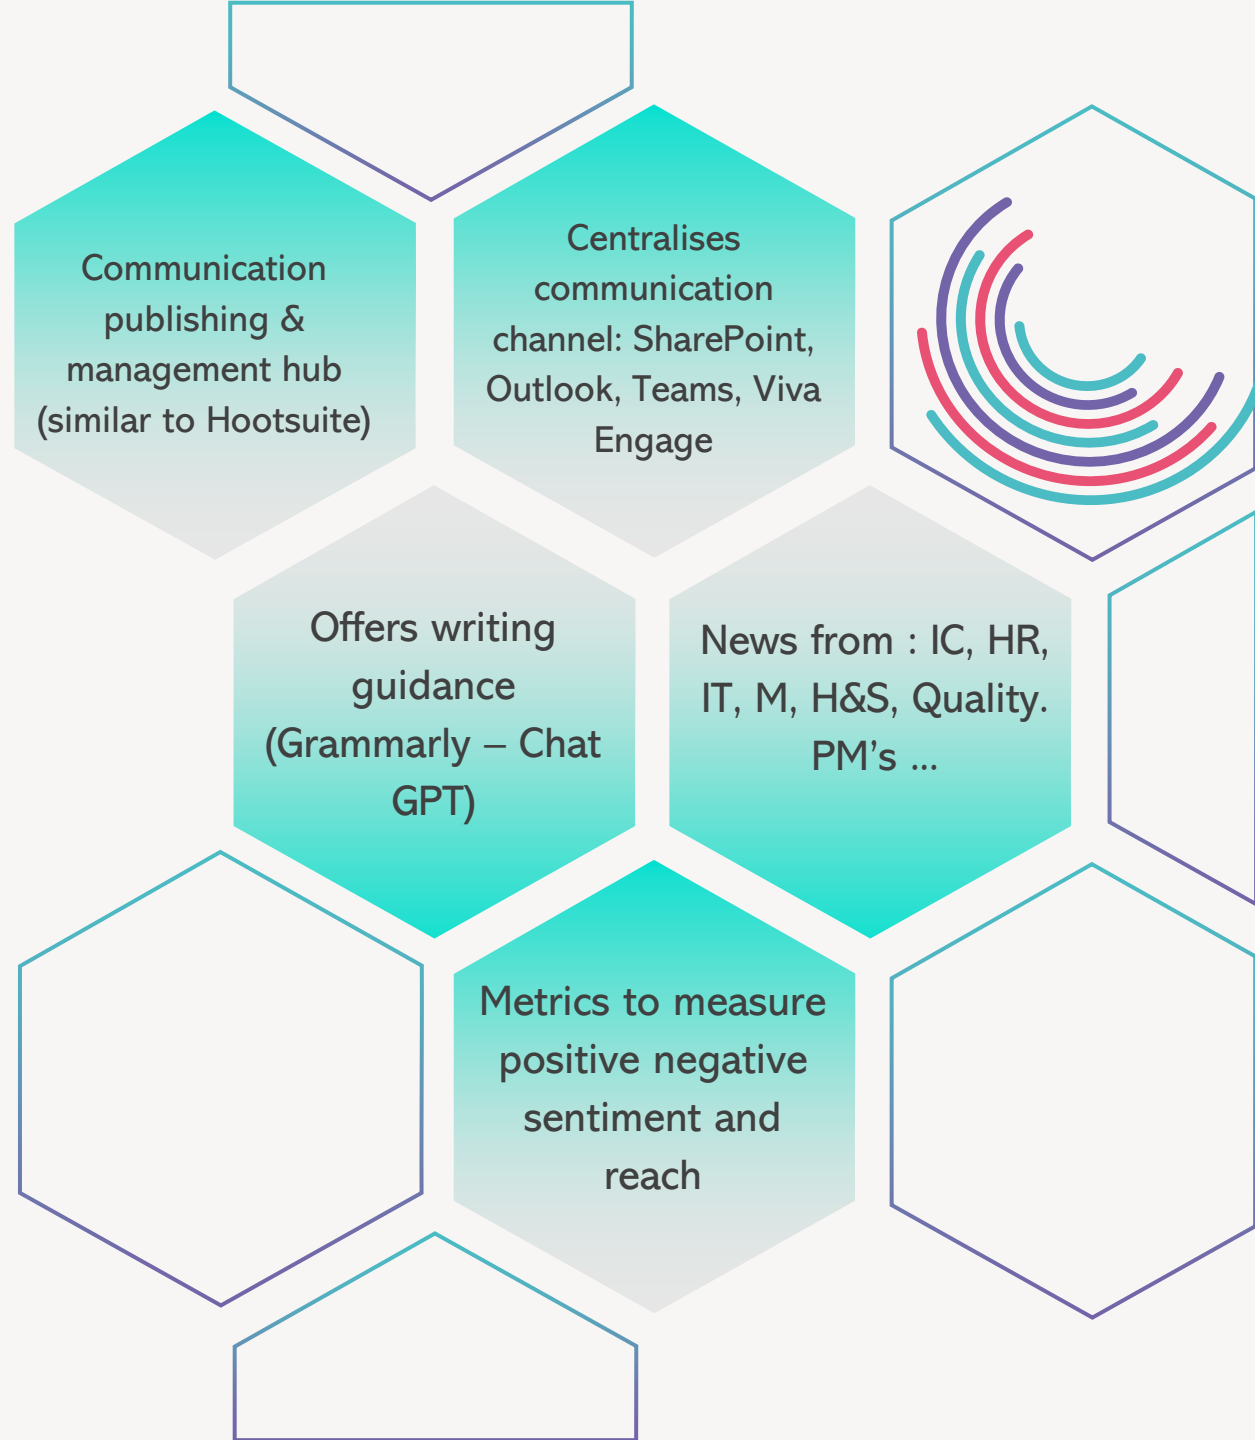 Communication
publishing &
management hub
(similar to Hootsuite)
Centralises
communication
channel: SharePoint,
Outlook, Teams, Viva
Engage
Offers writing
guidance
(Grammarly – Chat
GPT)
News from : IC, HR,
IT, M, H&S, Quality.
PM’s ...
Metrics to measure
positive negative
sentiment and
reach